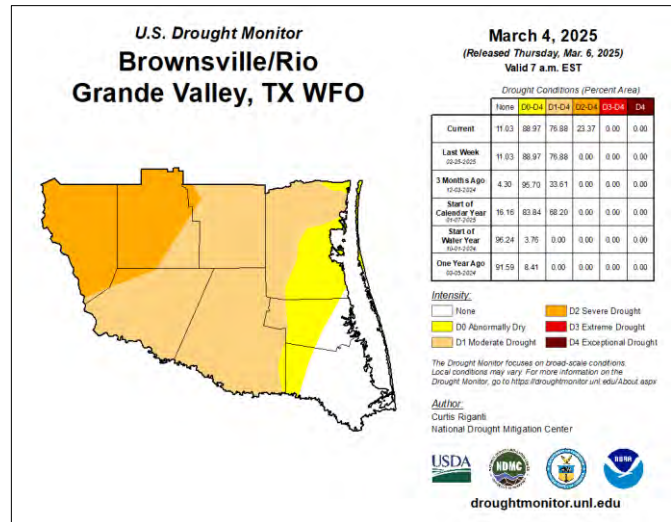 U.S. Drought Monitor
Brownsville/Rio
Grande Valley, TX WFO
March 4, 2025
(Released Thursday, Mar. 6, 2025)
Valid 7 a.m. EST
Drought Conditions (Percent Area)
None D0-D4 D1-D4 D2-D4 D3-D4 D4
Current 11.03 88.97 76.88 23.37 0.00 0.00
Last Week 11.03 88.97 76.88 0.00 0.00 0.00
02-25-2025
3 Months Ago 4.30 95.70 33.61 0.00 0.00 0.00
12-03-2024
Start of
Calendar Year 16.16 83.84 68.20 0.00 0.00 0.00
01-07-2025
Start of
Water Year 96.24 3.76 0.00 0.00 0.00 0.00
10-01-2024
One Year Ago 91.59 8.41 0.00 0.00 0.00 0.00
03-05-2024
Intensity:
None
D0 Abnormally Dry
D1 Moderate Drought
D2 Severe Drought
D3 Extreme Drought
D4 Exceptional Drought
The Drought Monitor focuses on broad-scale conditions.
Local conditions may vary. For more information on the
Drought Monitor, go to https://droughtmonitor.unl.edu/About.aspx
Author:
Curtis Riganti
National Drought Mitigation Center
USDA
NDMC
NOAA
droughtmonitor.unl.edu